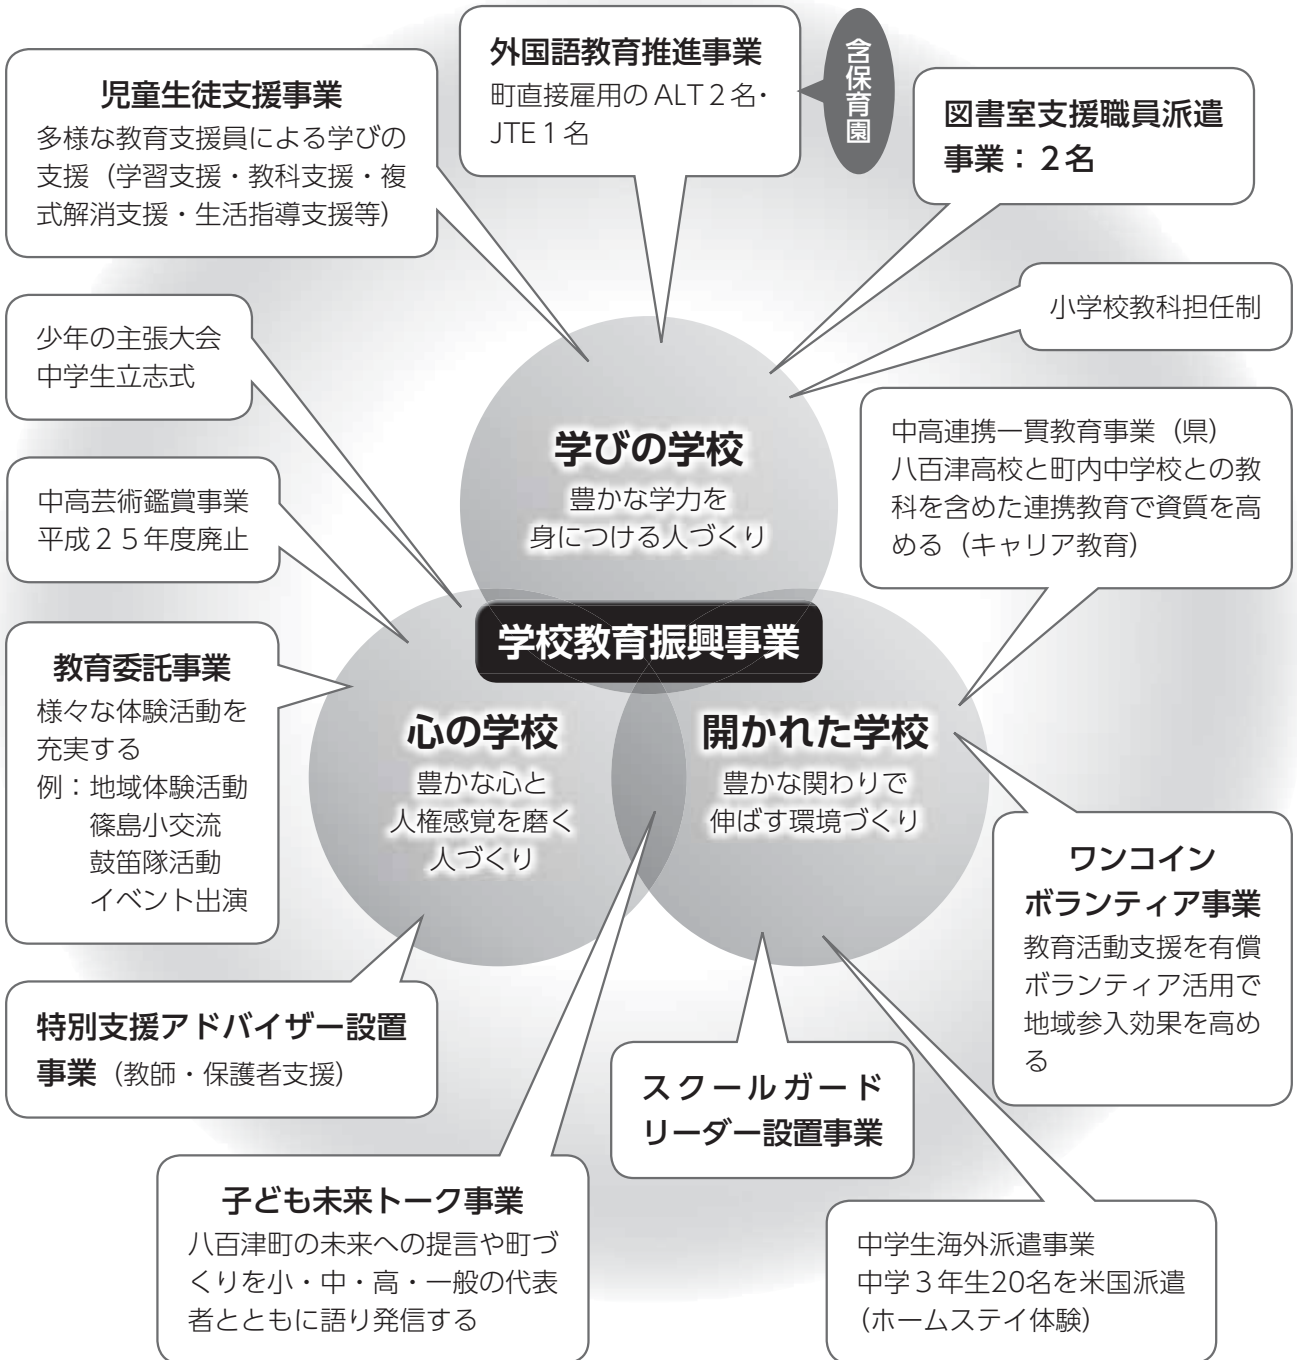 外国語教育推進事業
町直接雇用のALT2名・
JTE1名
含保育園
児童生徒支援事業
多様な教育支援員による学びの
支援（学習支援・教科支援・複
式解消支援・生活指導支援等）
図書室支援職員派遣
事業：２名
小学校教科担任制
少年の主張大会
中学生立志式
中高連携一貫教育事業（県）
八百津高校と町内中学校との教
科を含めた連携教育で資質を高
める（キャリア教育）
中高芸術鑑賞事業
平成２５年度廃止
学びの学校
豊かな学力を
身につける人づくり
学校教育振興事業
教育委託事業
様々な体験活動を
充実する
例：地域体験活動
篠島小交流
鼓笛隊活動
イベント出演
心の学校
豊かな心と
人権感覚を磨く
人づくり
開かれた学校
豊かな関わりで
伸ばす環境づくり
ワンコイン
ボランティア事業
教育活動支援を有償
ボランティア活用で
地域参入効果を高め
る
特別支援アドバイザー設置
事業（教師・保護者支援）
スクールガード
リーダー設置事業
子ども未来トーク事業
八百津町の未来への提言や町づ
くりを小・中・高・一般の代表
者とともに語り発信する
中学生海外派遣事業
中学３年生20名を米国派遣
（ホームステイ体験）